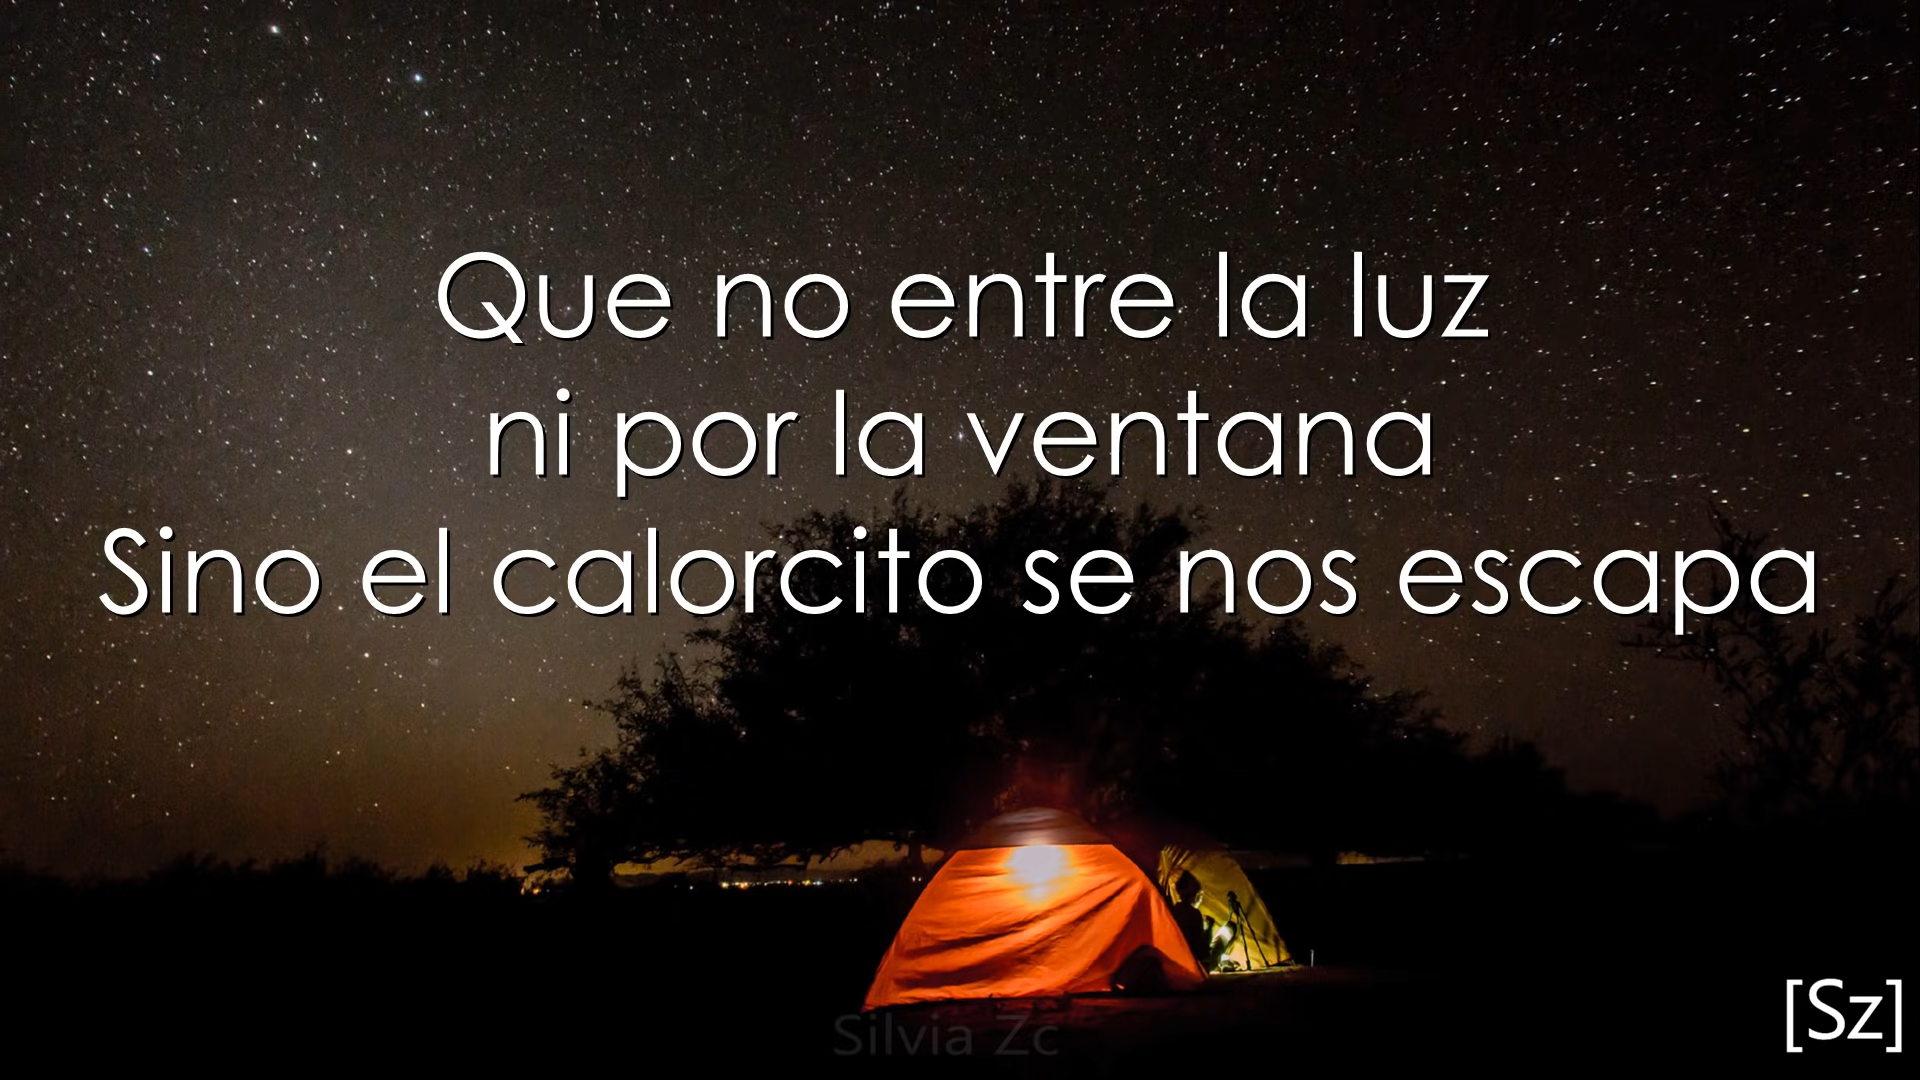 Que no entre la luz
ni por la ventana
Sino el calorcito se nos escapa
Silvia Zc
[Sz]